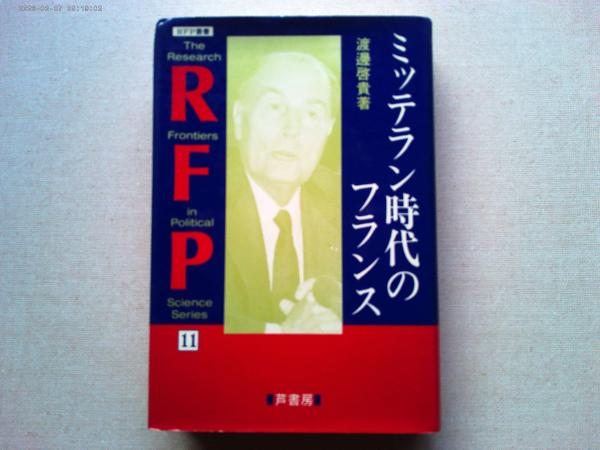 RFP叢書
The
Research
R
Frontiers
F
in
Political
P
Science
Series
11
ミッテラン時代の
フランス
渡邊啓貴著
芦書房